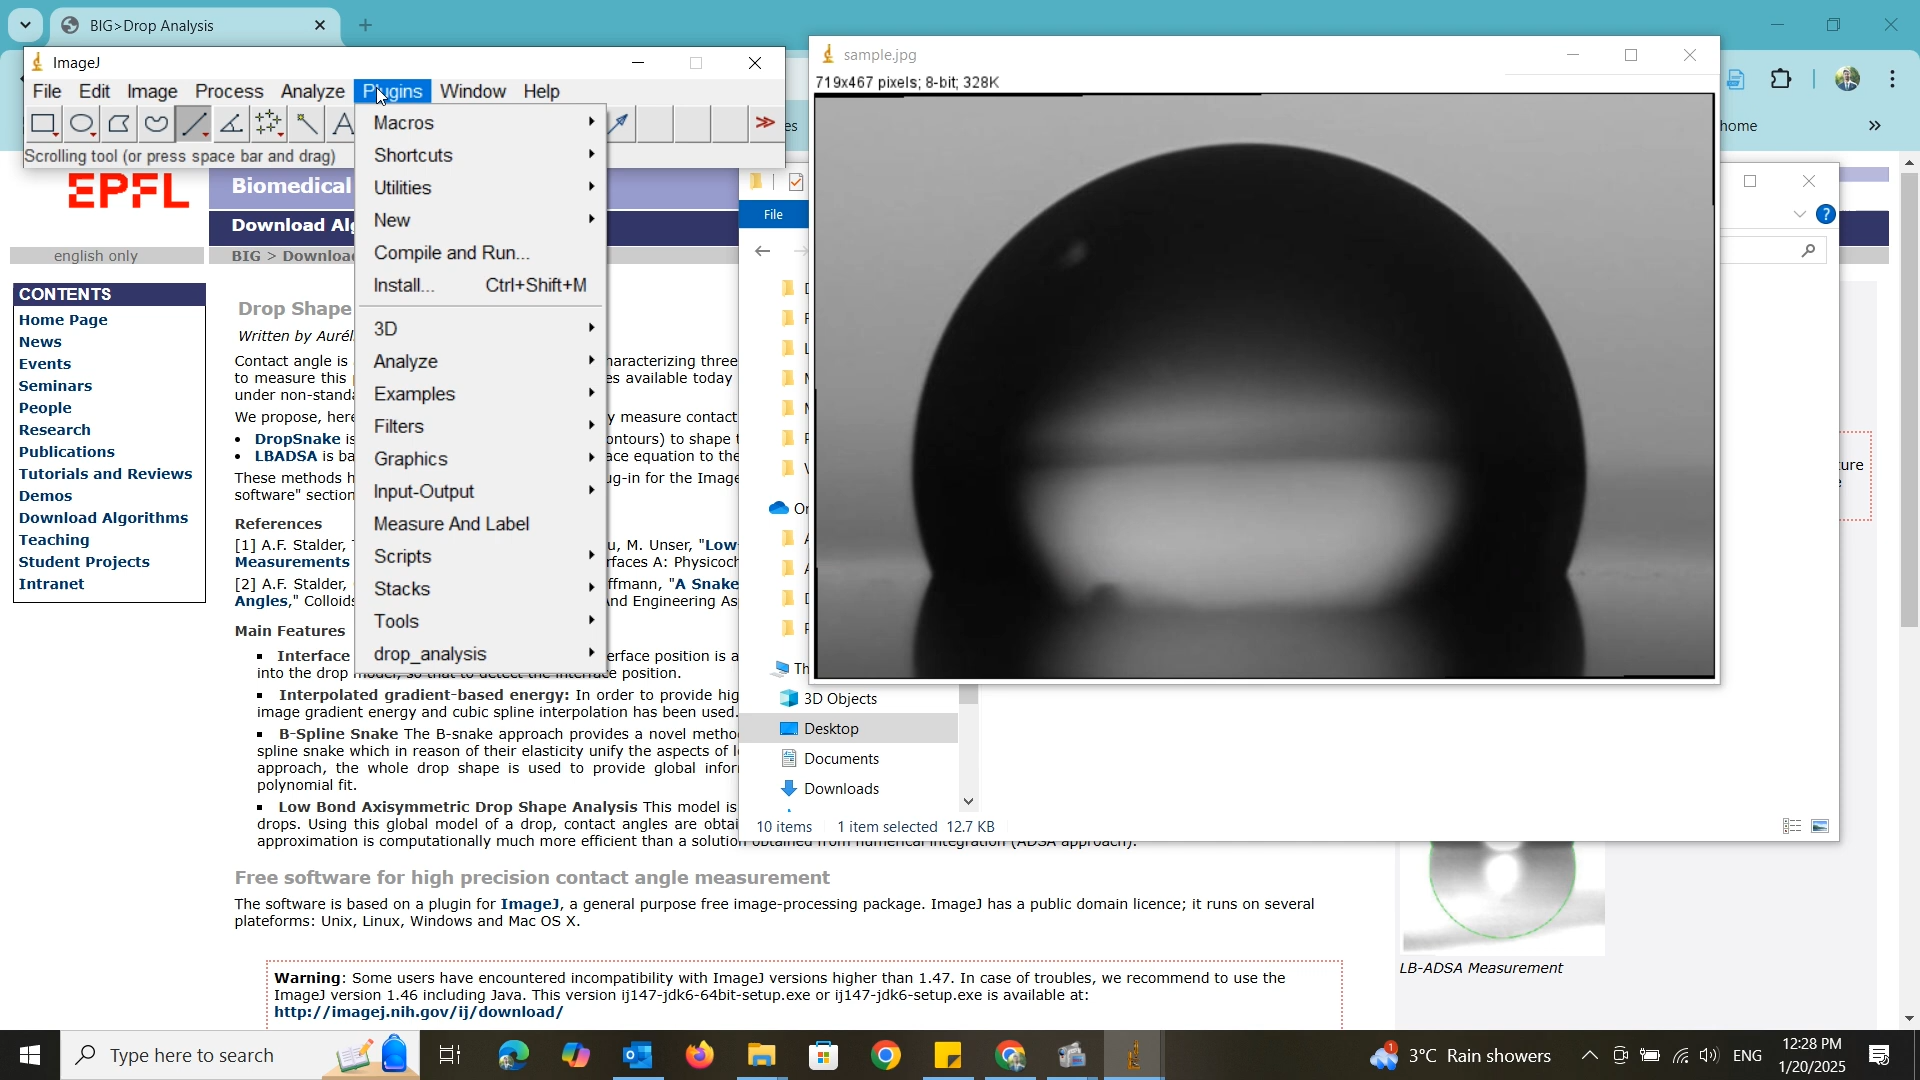 BIG>Drop Analysis
ImageJ
File Edit Image Process Analyze Plugins Window Help
Scrolling tool (or press space bar and drag)
Macros
Shortcuts
Utilities
New
Compile and Run...
Install... Ctrl+Shift+M
3D
Analyze
Examples
Filters
Graphics
Input-Output
Measure And Label
Scripts
Stacks
Tools
drop_analysis
sample.jpg
719x467 pixels; 8-bit; 328K
home
EPFL
Biomedical
Download
english only
BIG >
CONTENTS
Home Page
News
Events
Seminars
People
Research
Publications
Tutorials and Reviews
Demos
Download Algorithms
Teaching
Student Projects
Intranet
Drop Shape
Written by
Contact angle is haracterizing three
to measure this es available today
under
We propose, y measure contact
• DropSnake is ontours) to shape
• LBADSA is ba ace equation to the
These methods ug-in for the Image
software" section
References
[1] A.F. Stalder, u, M. Unser, "Low
Measurements rfaces A: Physicoch
[2] A.F. Stalder, ffmann, "A Snake
Angles," Colloids And Engineering As
Main Features
▪ Interface erface position is a
into the drop model, so that to detect the interface position.
▪ Interpolated gradient-based energy: In order to provide hig
image gradient energy and cubic spline interpolation has been used.
▪ B-Spline Snake The B-snake approach provides a novel metho
spline snake which in reason of their elasticity unify the aspects of
approach, the whole drop shape is used to provide global infor
polynomial fit.
▪ Low Bond Axisymmetric Drop Shape Analysis This model is
drops. Using this global model of a drop, contact angles are obtai
approximation is computationally much more efficient than a solution obtained from numerical integration (ADSA approach).
Free software for high precision contact angle measurement
The software is based on a plugin for ImageJ, a general purpose free image-processing package. ImageJ has a public domain licence; it runs on several
plateforms: Unix, Linux, Windows and Mac OS X.
Warning: Some users have encountered incompatibility with ImageJ versions higher than 1.47. In case of troubles, we recommend to use the
ImageJ version 1.46 including Java. This version ij147-jdk6-64bit-setup.exe or ij147-jdk6-setup.exe is available at:
http://imagej.nih.gov/ij/download/
File
3D Objects
Desktop
Documents
Downloads
10 items 1 item selected 12.7 KB
LB-ADSA Measurement
Type here to search
1
3°C Rain showers
ENG
12:28 PM
1/20/2025